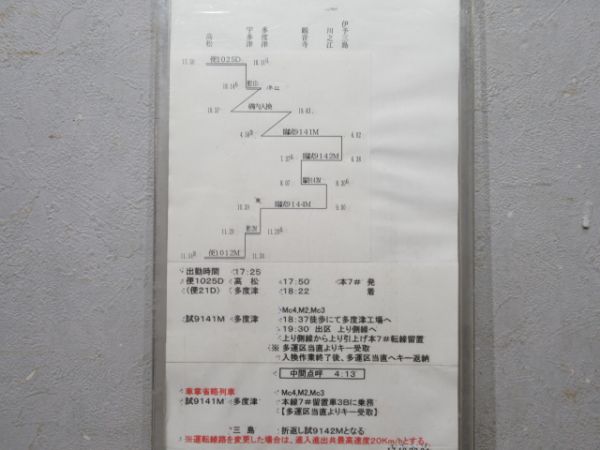 高松
宇多津
多度津
観音寺
川之江
伊予三島
便1025D
構内入換
臨試9141M
臨試9142M
臨試9144M
便1012M
出勤時間 17:25
便1025D 高 松 17:50 本7# 発
(便21D) 多度津 18:22 着
Mc4,M2,Mc3
試9141M 多度津 18:37徒歩にて多度津工場へ
19:30 出区 上り側線へ
上り側線から上り引上げ本7#転線留置
※ 多運区当直よりキー受取
入換作業終了後、多運区当直へキー返納
中間点呼 4:13
乗掌省略列車
Mc4,M2,Mc3
試9141M 多度津 本線7#留置車3Bに乗務
【多運区当直よりキー受取】
三 島 折返し試9142Mとなる
※運転線路を変更した場合は、進入進出共最高速度20Km/hとする。